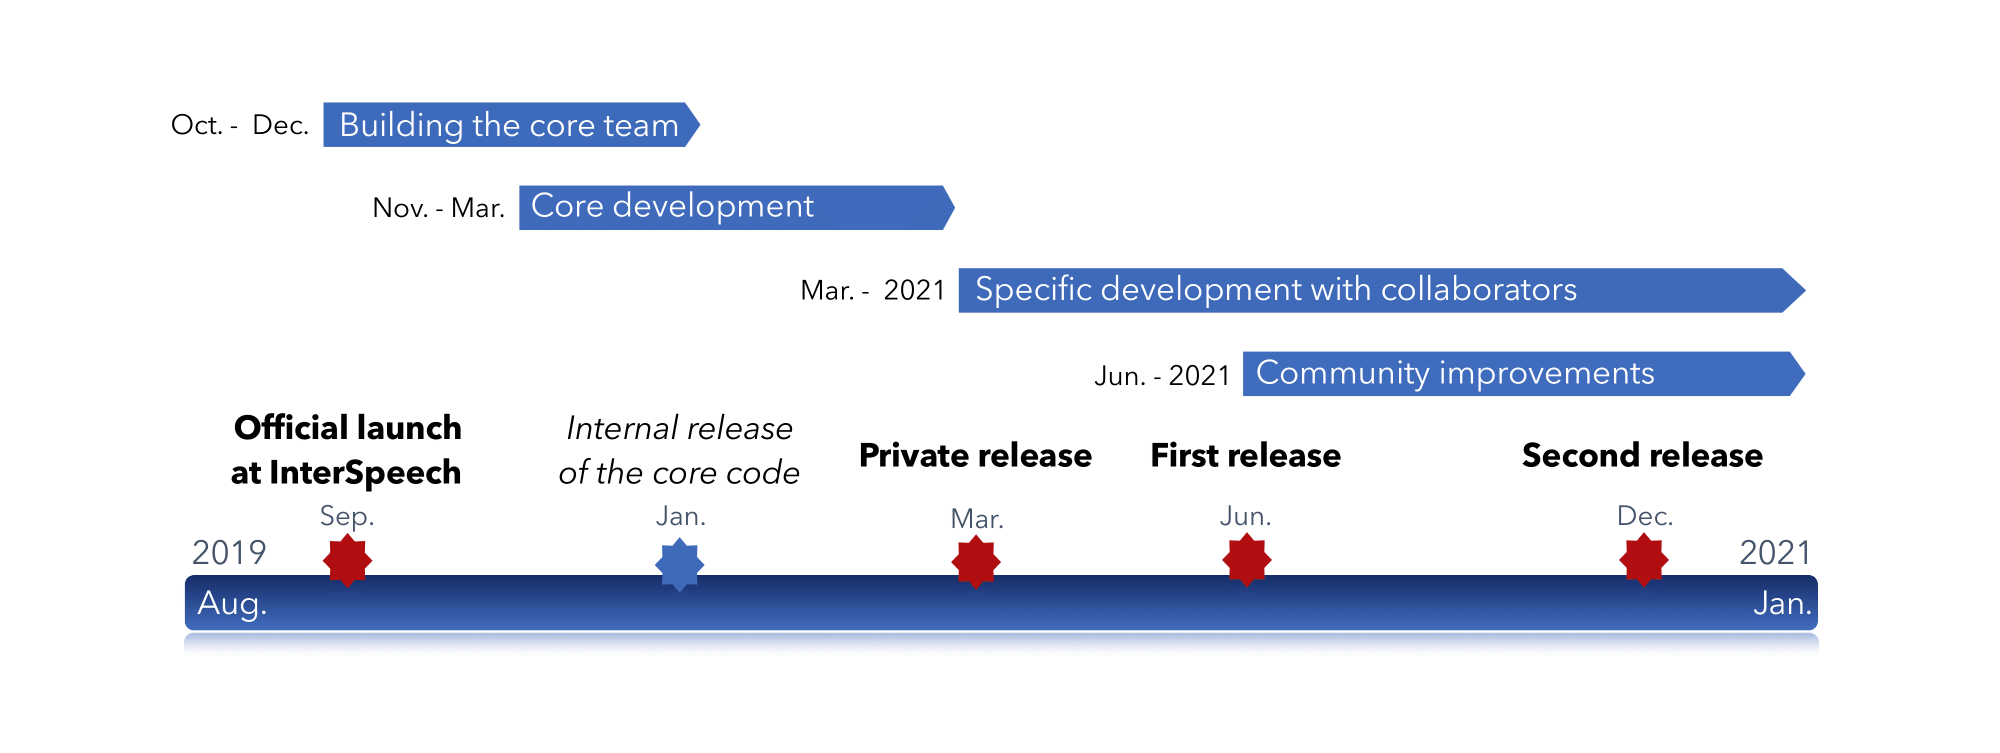 Oct. - Dec.
Building the core team
Nov. - Mar.
Core development
Mar. - 2021
Specific development with collaborators
Jun. - 2021
Community improvements
Official launch
at InterSpeech
Internal release
of the core code
Private release
First release
Second release
Sep.
Jan.
Mar.
Jun.
Dec.
2019
2021
Aug.
Jan.